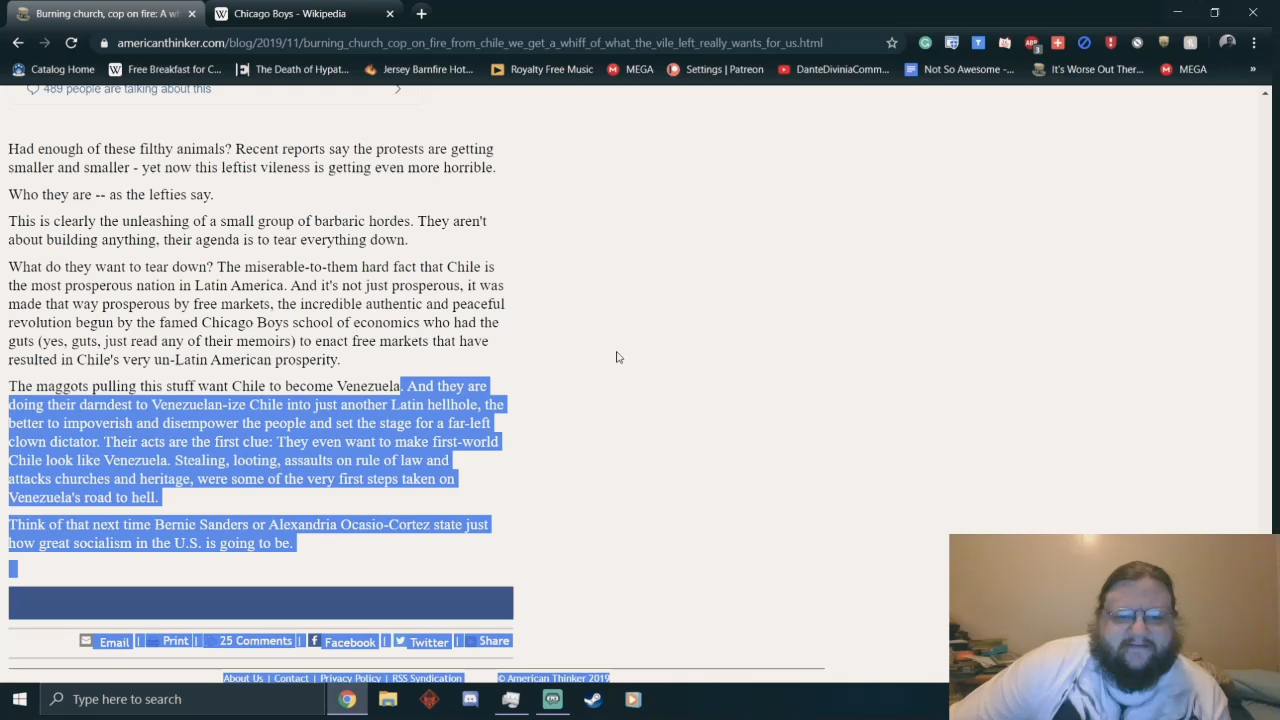 Burning church, cop on fire: A w
Chicago Boys - Wikipedia
americanthinker.com/blog/2019/11/burning_church_cop_on_fire_from_chile_we_get_a_whiff_of_what_the_vile_left_really_wants_for_us.html
Catalog Home
Free Breakfast for C...
The Death of Hypat...
Jersey Barnfire Hot...
Royalty Free Music
MEGA
Settings | Patreon
DanteDiviniaComm...
Not So Awesome -...
It's Worse Out Ther...
MEGA
489 people are talking about this
Had enough of these filthy animals? Recent reports say the protests are getting
smaller and smaller - yet now this leftist vileness is getting even more horrible.
Who they are -- as the lefties say.
This is clearly the unleashing of a small group of barbaric hordes. They aren't
about building anything, their agenda is to tear everything down.
What do they want to tear down? The miserable-to-them hard fact that Chile is
the most prosperous nation in Latin America. And it's not just prosperous, it was
made that way prosperous by free markets, the incredible authentic and peaceful
revolution begun by the famed Chicago Boys school of economics who had the
guts (yes, guts, just read any of their memoirs) to enact free markets that have
resulted in Chile's very un-Latin American prosperity.
The maggots pulling this stuff want Chile to become Venezuela. And they are
doing their darndest to Venezuelan-ize Chile into just another Latin hellhole, the
better to impoverish and disempower the people and set the stage for a far-left
clown dictator. Their acts are the first clue: They even want to make first-world
Chile look like Venezuela. Stealing, looting, assaults on rule of law and
attacks churches and heritage, were some of the very first steps taken on
Venezuela's road to hell.
Think of that next time Bernie Sanders or Alexandria Ocasio-Cortez state just
how great socialism in the U.S. is going to be.
Email | Print | 25 Comments | Facebook | Twitter | Share
About Us | Contact | Privacy Policy | RSS Syndication © American Thinker 2019
Type here to search